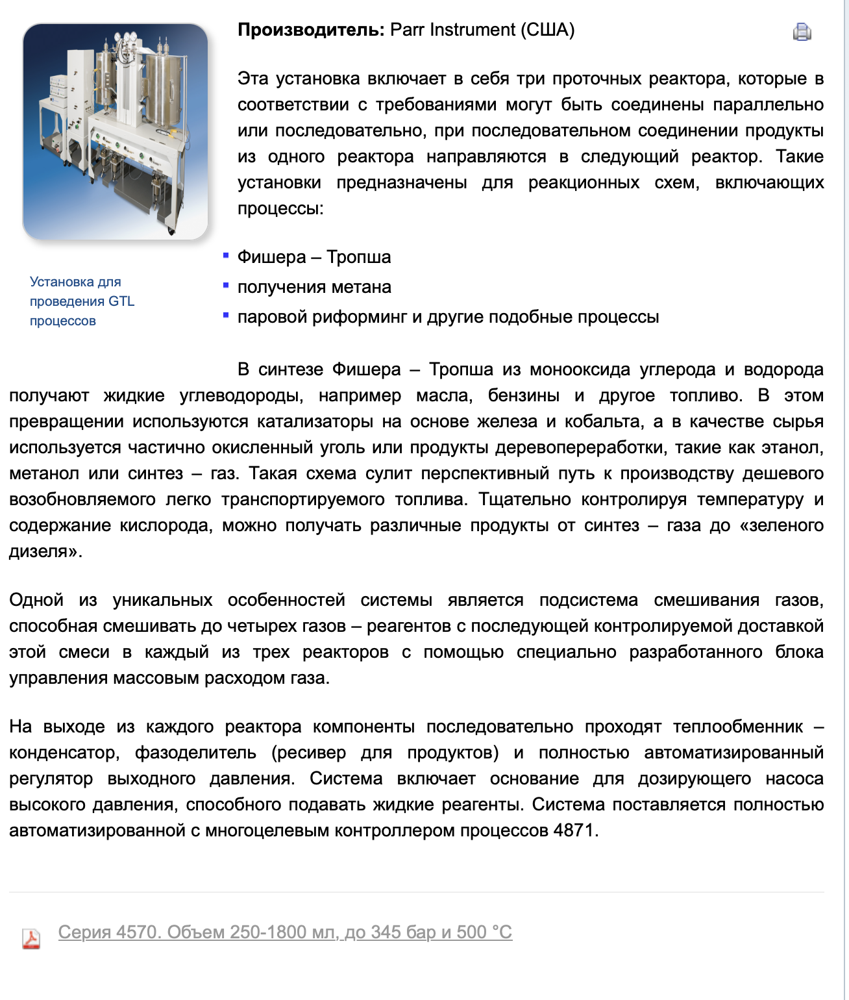 Производитель: Parr Instrument (США)
Эта установка включает в себя три проточных реактора, которые в
соответствии с требованиями могут быть соединены параллельно
или последовательно, при последовательном соединении продукты
из одного реактора направляются в следующий реактор. Такие
установки предназначены для реакционных схем, включающих
процессы:
Фишера – Тропша
получения метана
паровой риформинг и другие подобные процессы
Установка для
проведения GTL
процессов
В синтезе Фишера – Тропша из монооксида углерода и водорода
получают жидкие углеводороды, например масла, бензины и другое топливо. В этом
превращении используются катализаторы на основе железа и кобальта, а в качестве сырья
используется частично окисленный уголь или продукты деревопереработки, такие как этанол,
метанол или синтез – газ. Такая схема сулит перспективный путь к производству дешевого
возобновляемого легко транспортируемого топлива. Тщательно контролируя температуру и
содержание кислорода, можно получать различные продукты от синтез – газа до «зеленого
дизеля».
Одной из уникальных особенностей системы является подсистема смешивания газов,
способная смешивать до четырех газов – реагентов с последующей контролируемой доставкой
этой смеси в каждый из трех реакторов с помощью специально разработанного блока
управления массовым расходом газа.
На выходе из каждого реактора компоненты последовательно проходят теплообменник –
конденсатор, фазоделитель (ресивер для продуктов) и полностью автоматизированный
регулятор выходного давления. Система включает основание для дозирующего насоса
высокого давления, способного подавать жидкие реагенты. Система поставляется полностью
автоматизированной с многоцелевым контроллером процессов 4871.
Серия 4570. Объем 250-1800 мл, до 345 бар и 500 °C